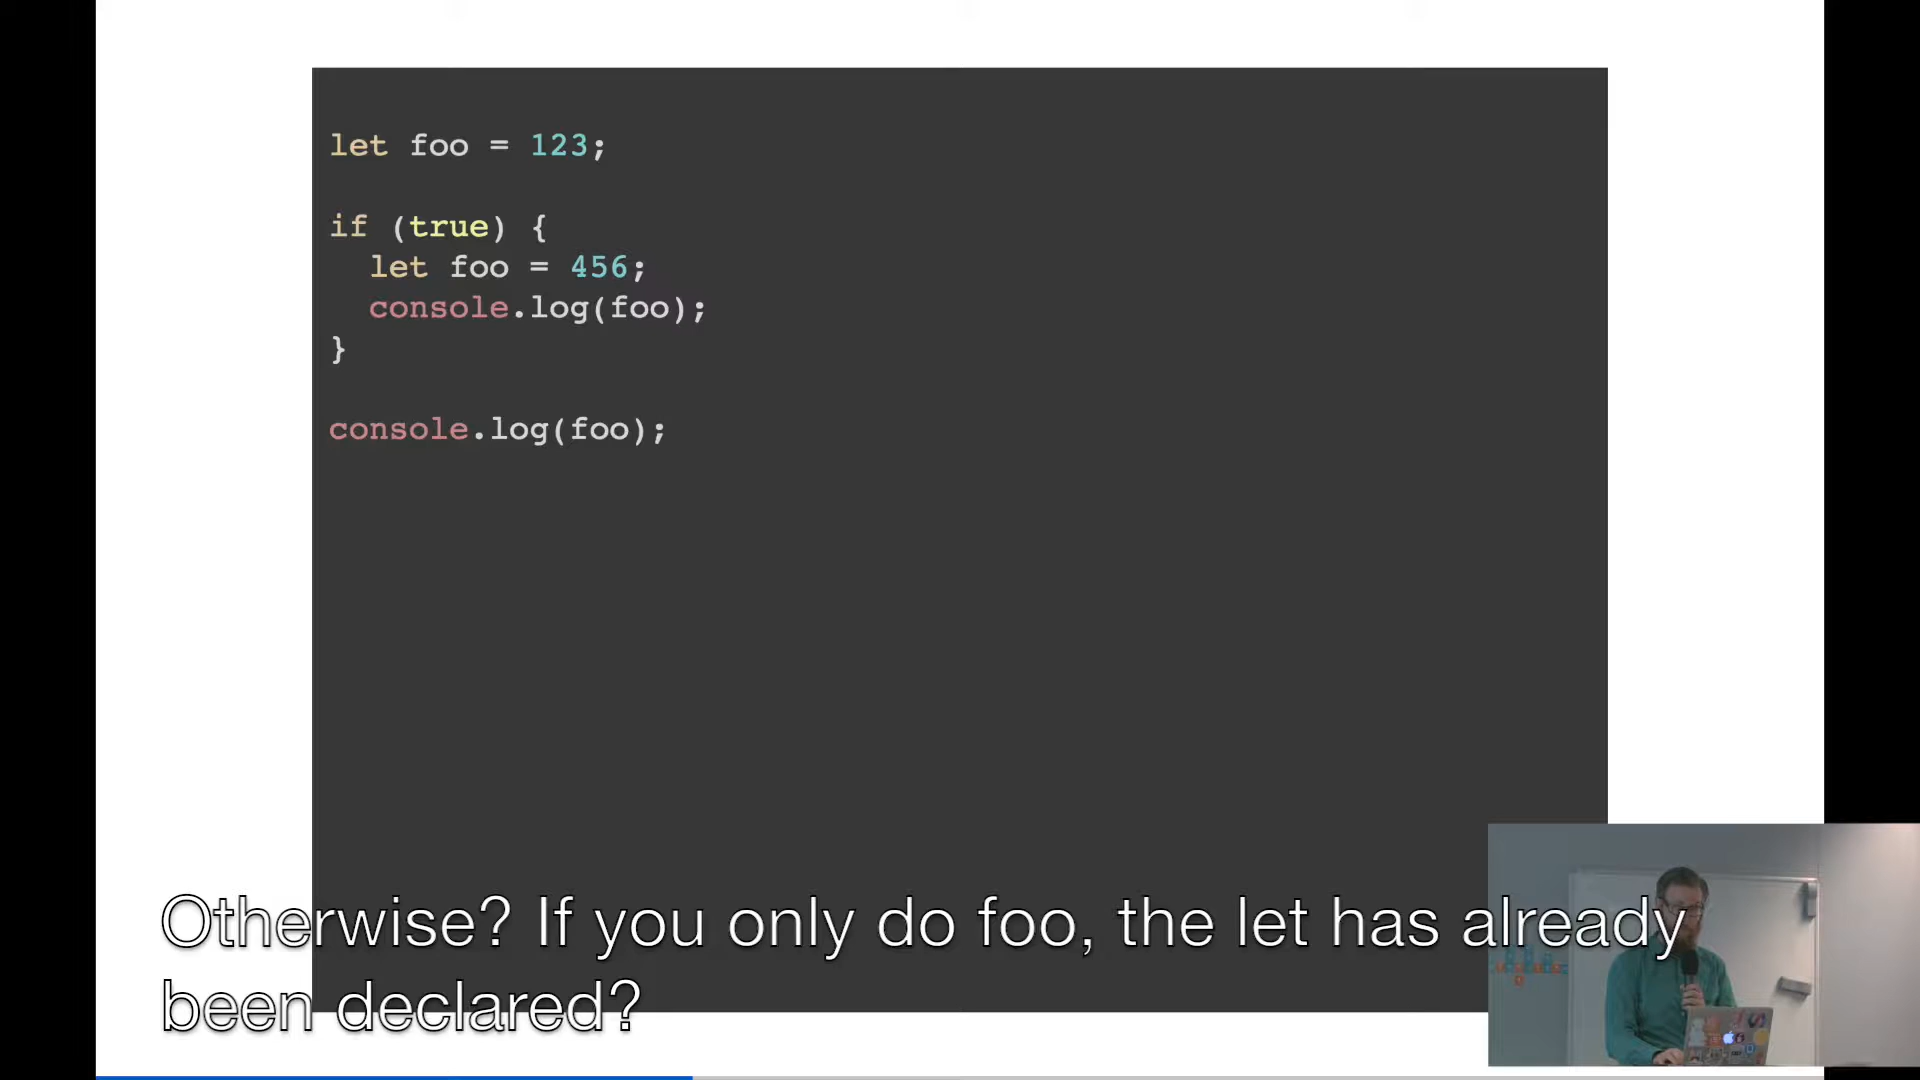 let foo = 123;
if (true) {
let foo = 456;
console.log(foo);
}
console.log(foo);
Otherwise? If you only do foo, the let has already
been declared?